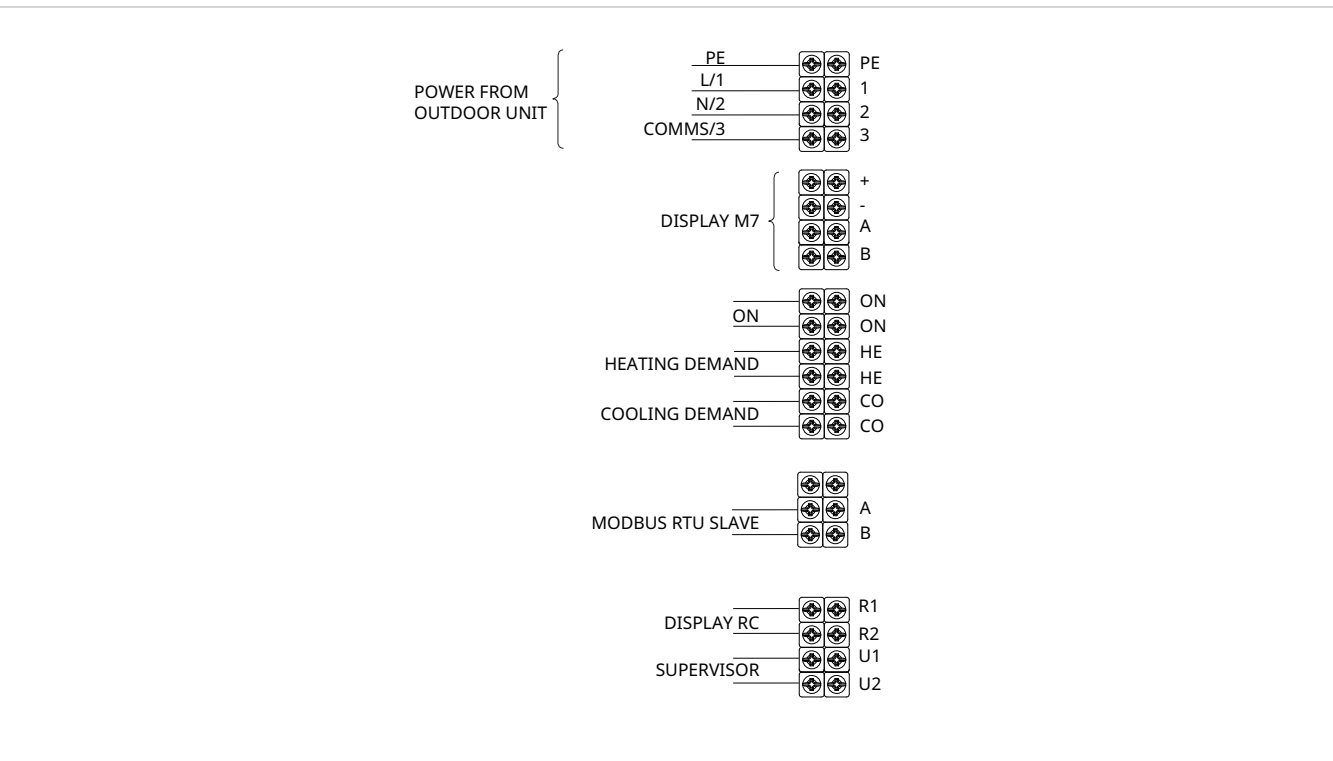 POWER FROM
OUTDOOR UNIT
PE PE
L/1 1
N/2 2
COMMS/3 3
DISPLAY M7
+
-
A
B
ON
ON
ON
HEATING DEMAND
HE
HE
COOLING DEMAND
CO
CO
MODBUS RTU SLAVE
A
B
DISPLAY RC
R1
R2
SUPERVISOR
U1
U2